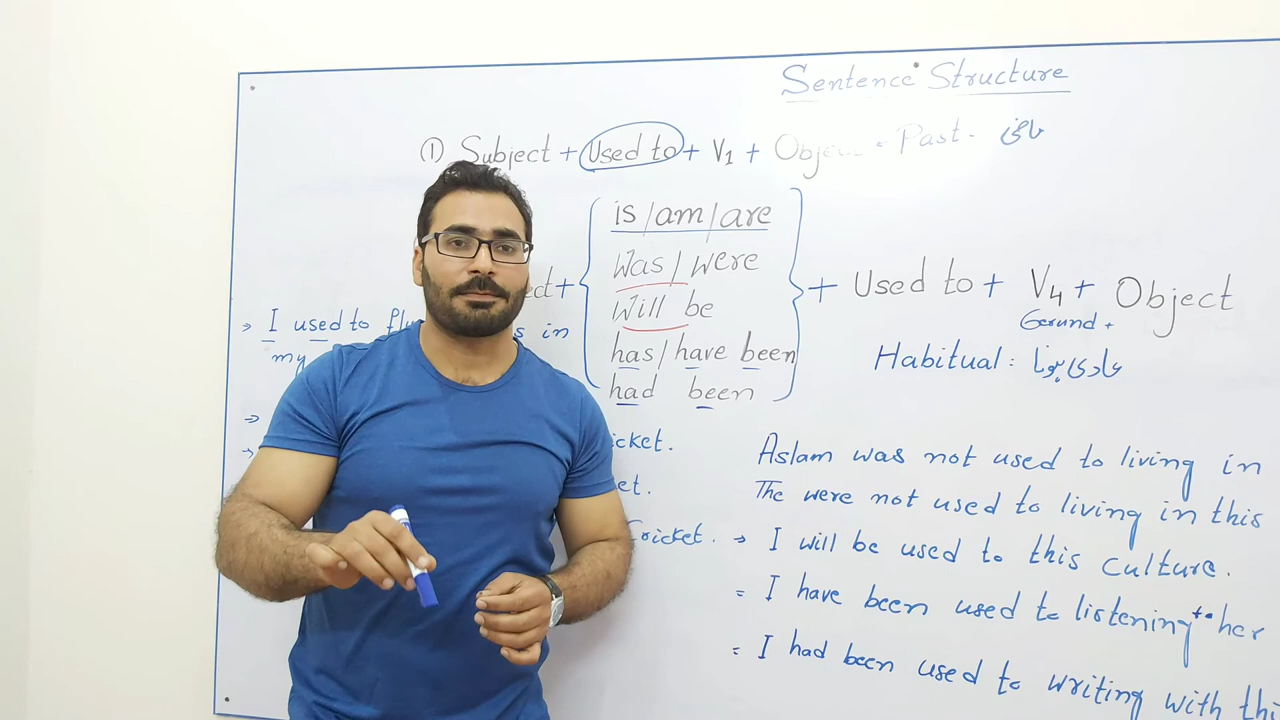 Sentence Structure
① Subject + Used to + V1 + Object - Past. ماضی
is/am/are
Was/were
Will be
has/have been
had been
+ Used to + V4 + Object
Gerund +
Habitual: عادی ہونا
→ I used to in
my
icket.
et.
Cricket.
Aslam was not used to living in
The were not used to living in this
→ I will be used to this culture.
= I have been used to listening to her
= I had been used to writing with thi